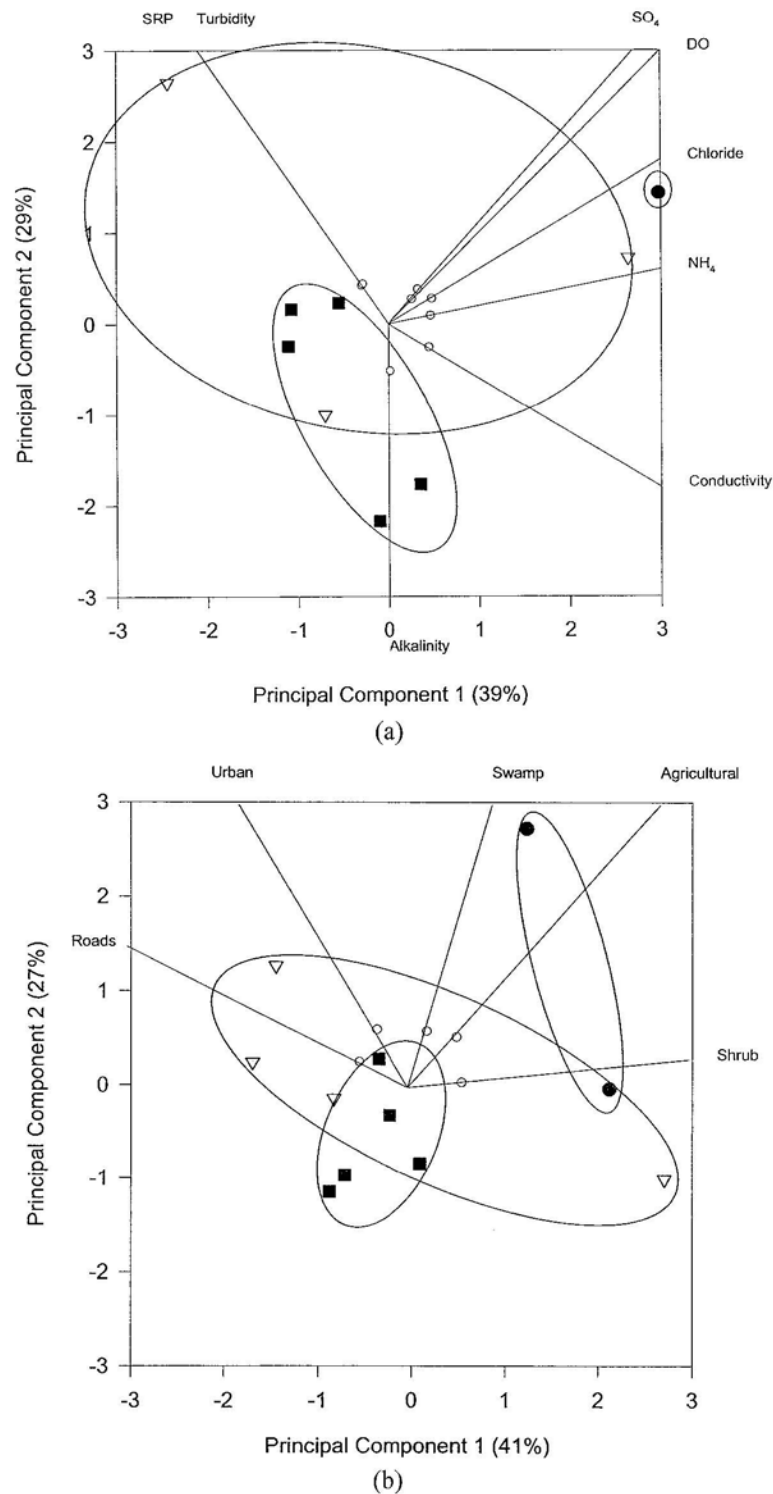 SRP Turbidity SO4
DO
3
2
1
0
-1
-2
-3
Chloride
NH4
Conductivity
Principal Component 2 (29%)
-3 -2 -1 0 1 2 3
Alkalinity
Principal Component 1 (39%)
(a)
Urban Swamp Agricultural
3
2
Roads
1
0
-1
-2
-3
Shrub
Principal Component 2 (27%)
-3 -2 -1 0 1 2 3
Principal Component 1 (41%)
(b)